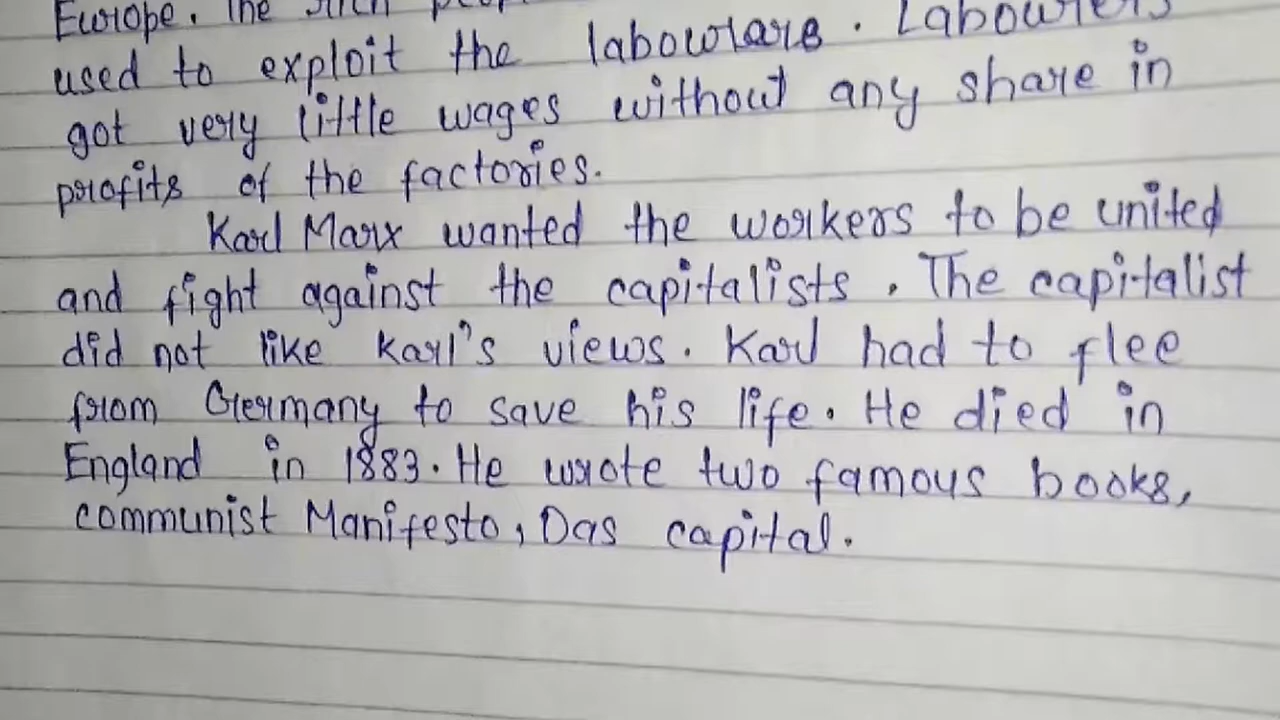 Europe. The rich
used to exploit the labourars. Labourers
got very little wages without any share in
profits of the factories.
Karl Marx wanted the workers to be united
and fight against the capitalists. The capitalist
did not like Karl's views. Karl had to flee
from Germany to save his life. He died in
England in 1883. He wrote two famous books,
communist Manifesto, Das capital.